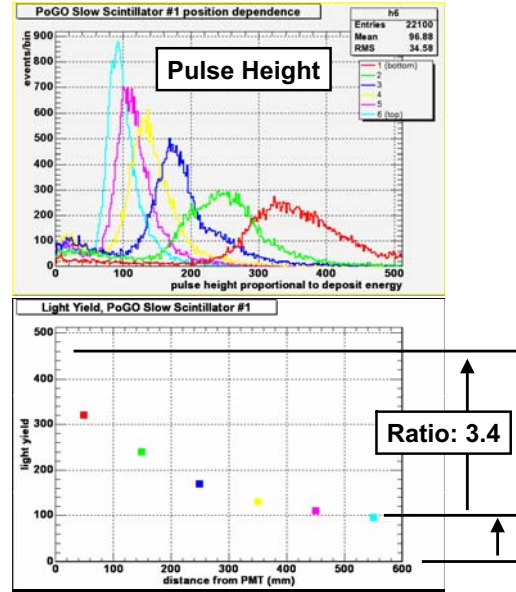 PoGO Slow Scintillator #1 position dependence
h6
Entries 22100
Mean 96.88
RMS 34.58
1 (bottom)
2
3
4
5
6 (top)
Pulse Height
events/bin
900
800
700
600
500
400
300
200
100
0
0 100 200 300 400 500
pulse height proportional to deposit energy
Light Yield, PoGO Slow Scintillator #1
light yield
500
400
300
200
100
0
0 100 200 300 400 500 600
distance from PMT (mm)
Ratio: 3.4